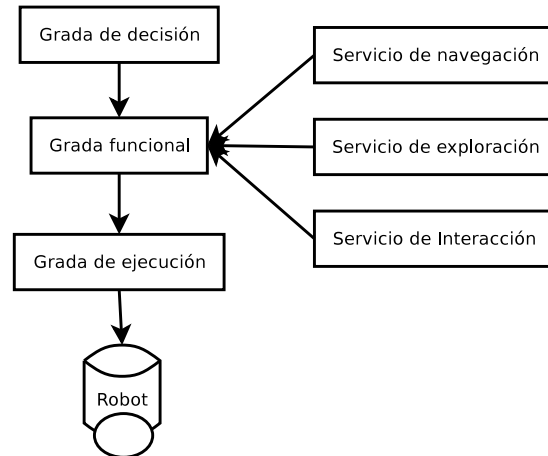 Grada de decisión
Servicio de navegación
Grada funcional
Servicio de exploración
Servicio de Interacción
Grada de ejecución
Robot